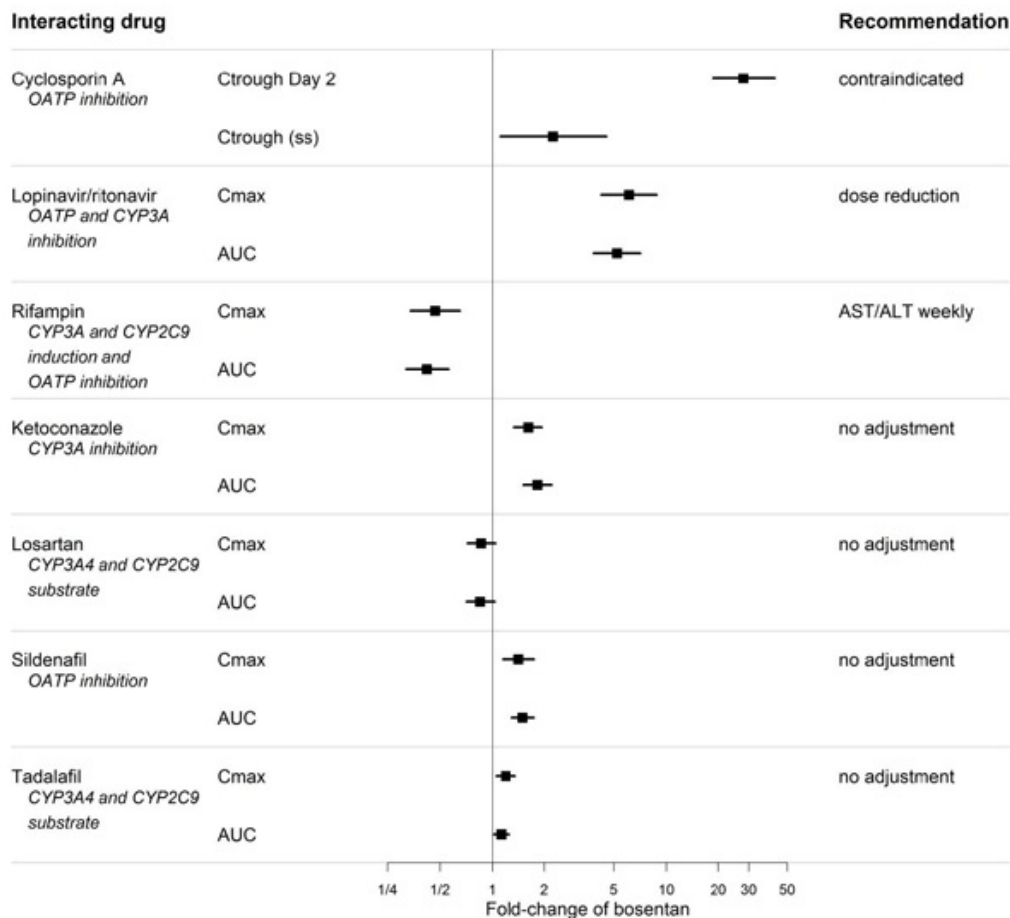 Interacting drug Recommendation
Cyclosporin A Ctrough Day 2 contraindicated
OATP inhibition
Ctrough (ss)
Lopinavir/ritonavir Cmax dose reduction
OATP and CYP3A
inhibition
AUC
Rifampin Cmax AST/ALT weekly
CYP3A and CYP2C9
induction and
OATP inhibition AUC
Ketoconazole Cmax no adjustment
CYP3A inhibition
AUC
Losartan Cmax no adjustment
CYP3A4 and CYP2C9
substrate
AUC
Sildenafil Cmax no adjustment
OATP inhibition
AUC
Tadalafil Cmax no adjustment
CYP3A4 and CYP2C9
substrate
AUC
1/4 1/2 1 2 5 10 20 30 50
Fold-change of bosentan